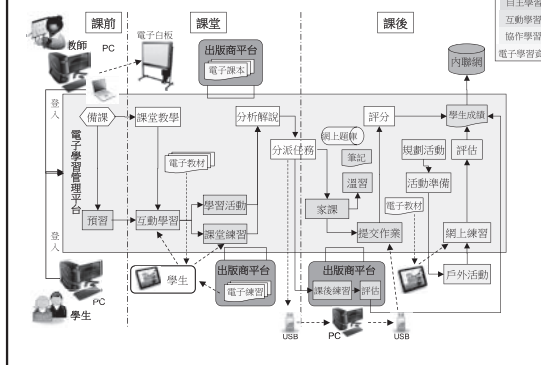 課前
課堂
課後
自主學習
互動學習
協作學習
電子學習資
教師
PC
電子白板
出版商平台
電子課本
內聯網
登入
備課
課堂教學
分析解說
分派任務
網上題庫
筆記
評分
學生成績
規劃活動
評估
電子教材
溫習
活動準備
電子學習管理平台
學習活動
家課
電子教材
預習
互動學習
課堂練習
提交作業
網上練習
登入
PC
學生
學生
出版商平台
電子練習
出版商平台
課後練習
評估
戶外活動
USB
PC
USB